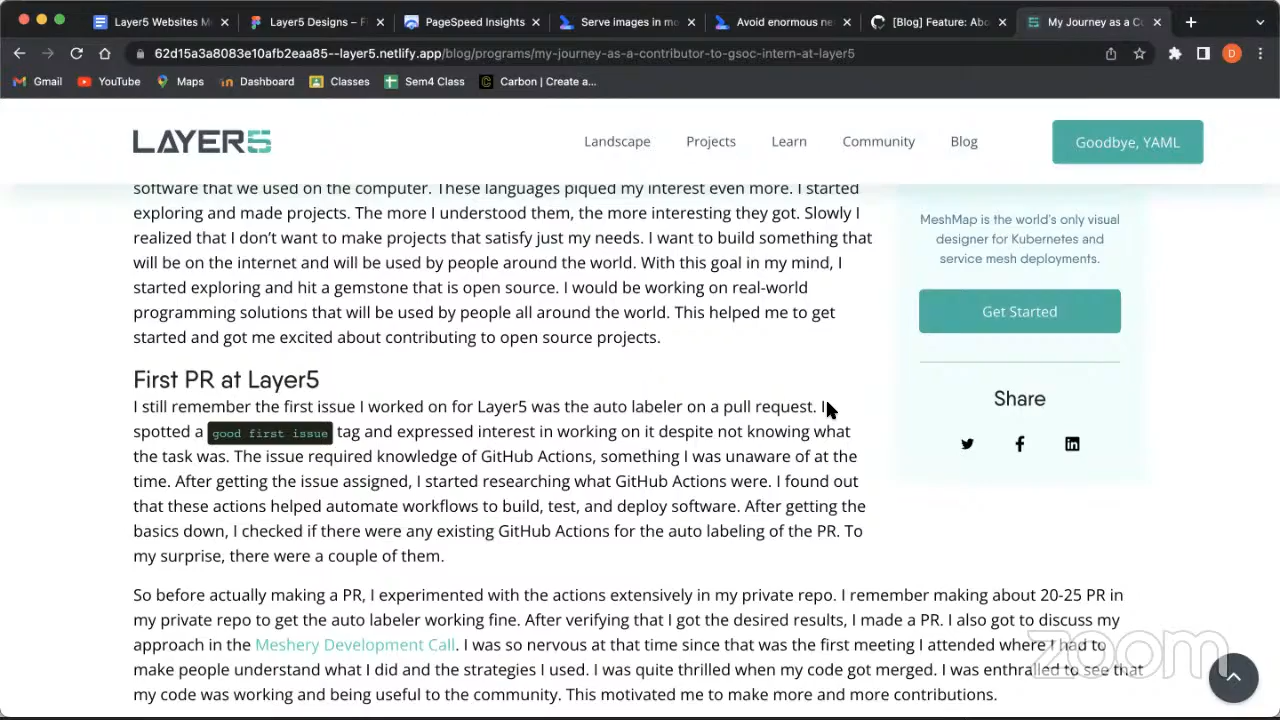 Layer5 Websites M
Layer5 Designs – F
PageSpeed Insights
Serve images in mo
Avoid enormous ne
[Blog] Feature: Abo
My Journey as a Co
62d15a3a8083e10afb2eaa85--layer5.netlify.app/blog/programs/my-journey-as-a-contributor-to-gsoc-intern-at-layer5
D
Gmail
YouTube
Maps
Dashboard
Classes
Sem4 Class
Carbon | Create a...
LAYER5
Landscape
Projects
Learn
Community
Blog
Goodbye, YAML
software that we used on the computer. These languages piqued my interest even more. I started
exploring and made projects. The more I understood them, the more interesting they got. Slowly I
realized that I don’t want to make projects that satisfy just my needs. I want to build something that
will be on the internet and will be used by people around the world. With this goal in my mind, I
started exploring and hit a gemstone that is open source. I would be working on real-world
programming solutions that will be used by people all around the world. This helped me to get
started and got me excited about contributing to open source projects.
First PR at Layer5
I still remember the first issue I worked on for Layer5 was the auto labeler on a pull request. I
spotted a good first issue tag and expressed interest in working on it despite not knowing what
the task was. The issue required knowledge of GitHub Actions, something I was unaware of at the
time. After getting the issue assigned, I started researching what GitHub Actions were. I found out
that these actions helped automate workflows to build, test, and deploy software. After getting the
basics down, I checked if there were any existing GitHub Actions for the auto labeling of the PR. To
my surprise, there were a couple of them.
So before actually making a PR, I experimented with the actions extensively in my private repo. I remember making about 20-25 PR in
my private repo to get the auto labeler working fine. After verifying that I got the desired results, I made a PR. I also got to discuss my
approach in the Meshery Development Call. I was so nervous at that time since that was the first meeting I attended where I had to
make people understand what I did and the strategies I used. I was quite thrilled when my code got merged. I was enthralled to see that
my code was working and being useful to the community. This motivated me to make more and more contributions.
MeshMap is the world's only visual
designer for Kubernetes and
service mesh deployments.
Get Started
Share
zoom